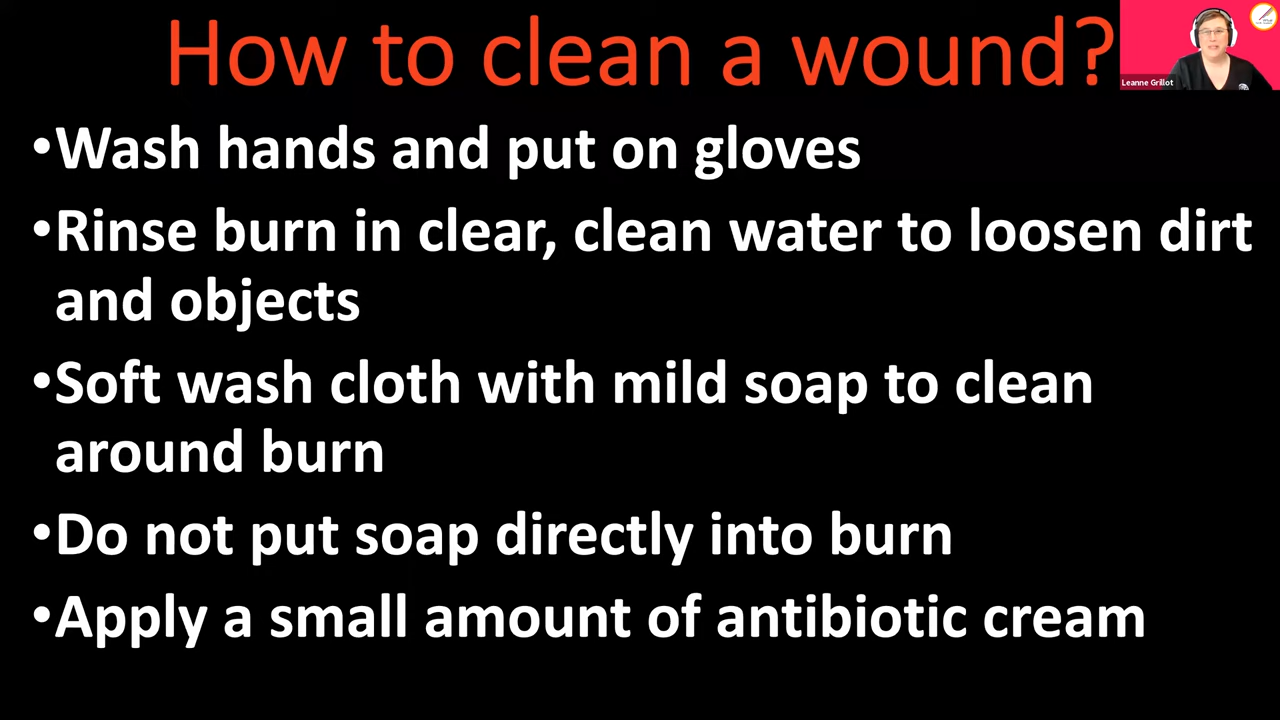 How to clean a wound?
Leanne Grillot
•Wash hands and put on gloves
•Rinse burn in clear, clean water to loosen dirt
and objects
•Soft wash cloth with mild soap to clean
around burn
•Do not put soap directly into burn
•Apply a small amount of antibiotic cream